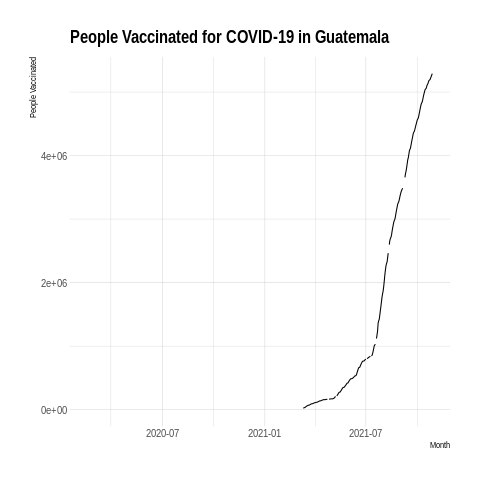 People Vaccinated for COVID-19 in Guatemala
People Vaccinated
4e+06
2e+06
0e+00
2020-07
2021-01
2021-07
Month